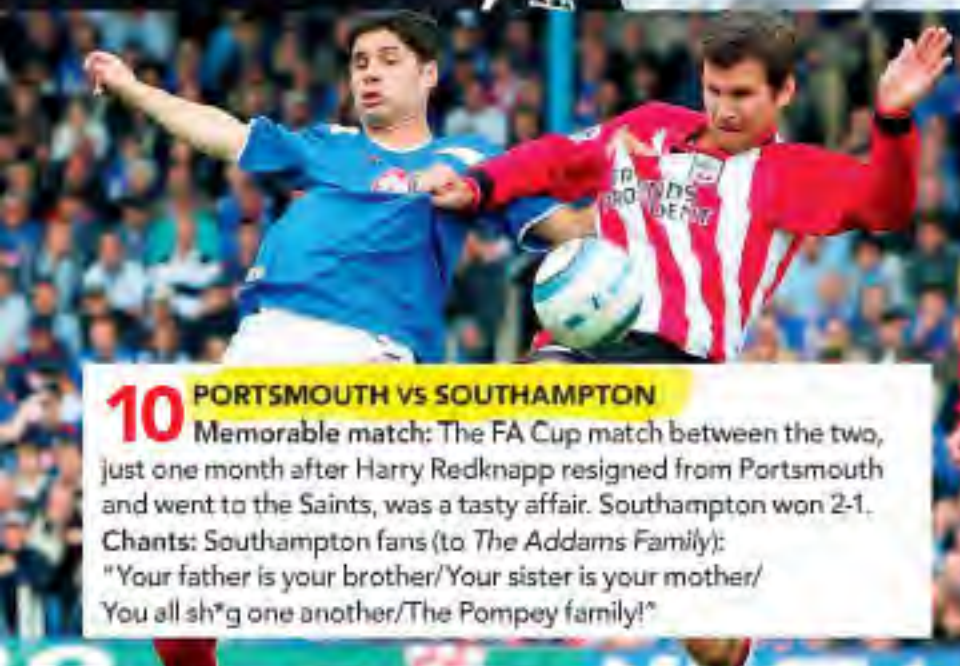 FRIENDS
PROVIDENT
10 PORTSMOUTH VS SOUTHAMPTON
Memorable match: The FA Cup match between the two,
just one month after Harry Redknapp resigned from Portsmouth
and went to the Saints, was a tasty affair. Southampton won 2-1.
Chants: Southampton fans (to The Addams Family):
"Your father is your brother/Your sister is your mother/
You all sh*g one another/The Pompey family!"